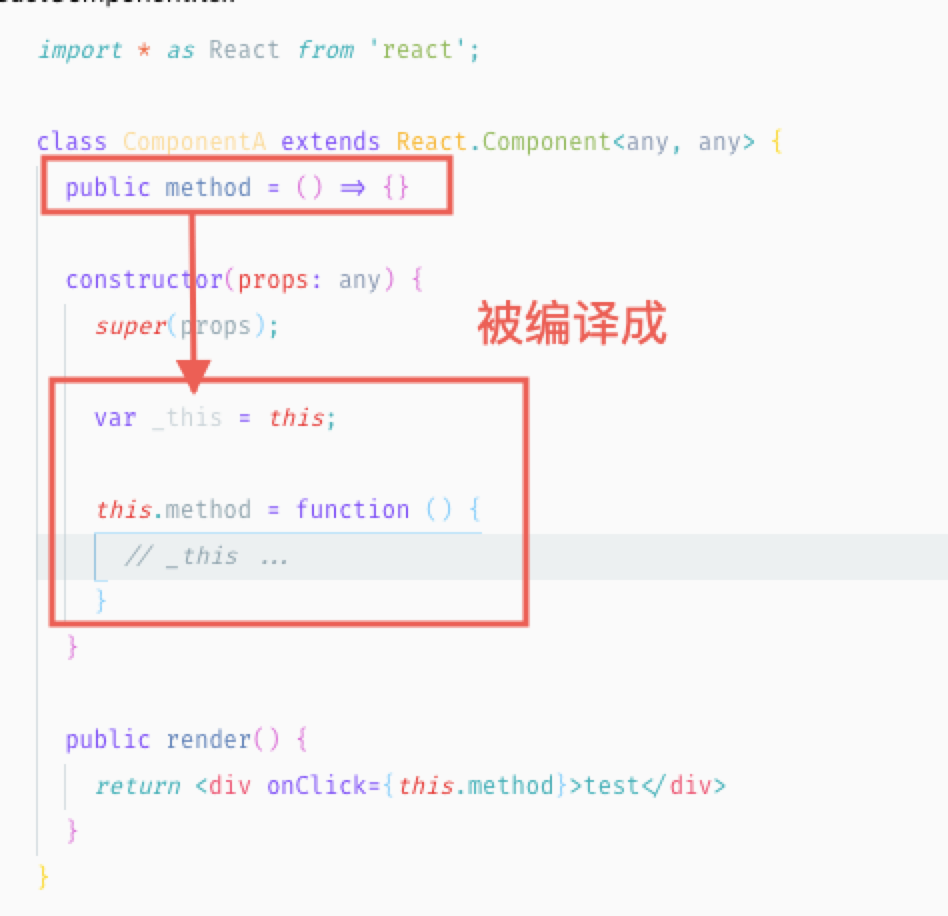 import * as React from 'react';
class ComponentA extends React.Component<any, any> {
public method = () => {}
constructor(props: any) {
super(props);
被编译成
var _this = this;
this.method = function () {
// _this ...
}
}
public render() {
return <div onClick={this.method}>test</div>
}
}